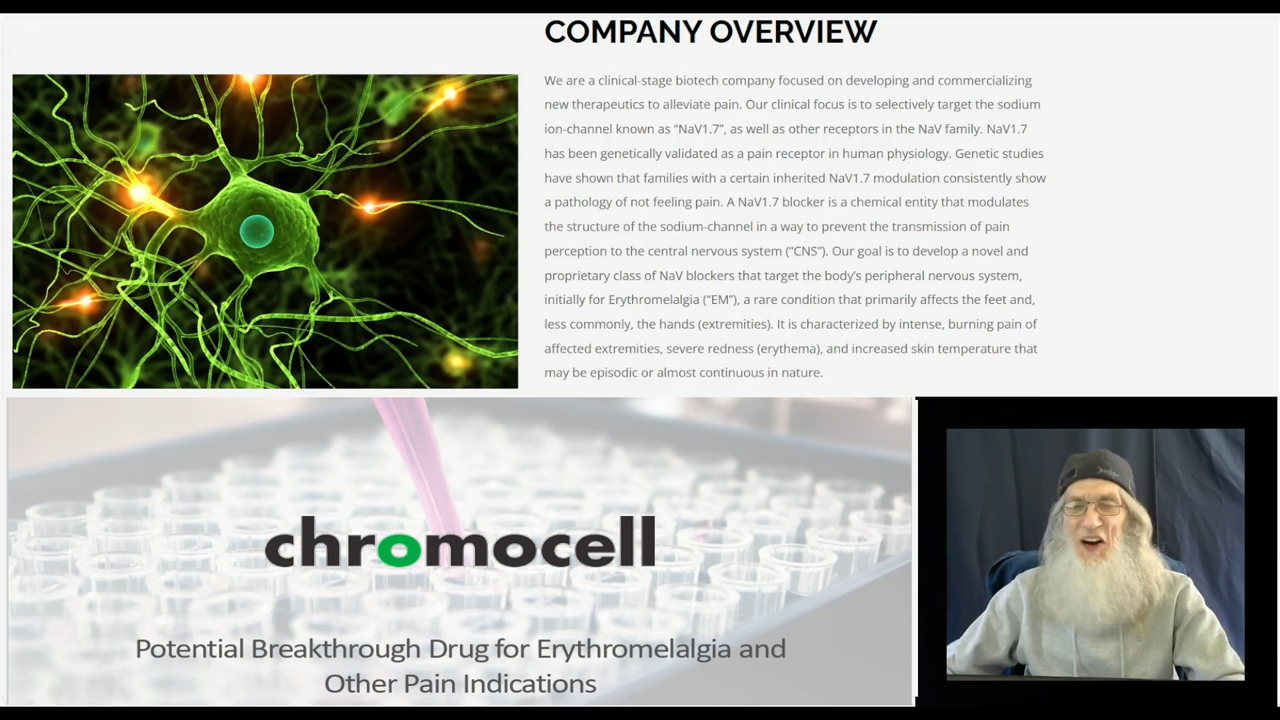 COMPANY OVERVIEW
We are a clinical-stage biotech company focused on developing and commercializing
new therapeutics to alleviate pain. Our clinical focus is to selectively target the sodium
ion-channel known as “NaV1.7”, as well as other receptors in the NaV family. NaV1.7
has been genetically validated as a pain receptor in human physiology. Genetic studies
have shown that families with a certain inherited NaV1.7 modulation consistently show
a pathology of not feeling pain. A NaV1.7 blocker is a chemical entity that modulates
the structure of the sodium-channel in a way to prevent the transmission of pain
perception to the central nervous system (“CNS”). Our goal is to develop a novel and
proprietary class of NaV blockers that target the body’s peripheral nervous system,
initially for Erythromelalgia (“EM”), a rare condition that primarily affects the feet and,
less commonly, the hands (extremities). It is characterized by intense, burning pain of
affected extremities, severe redness (erythema), and increased skin temperature that
may be episodic or almost continuous in nature.
chromocell
Potential Breakthrough Drug for Erythromelalgia and
Other Pain Indications